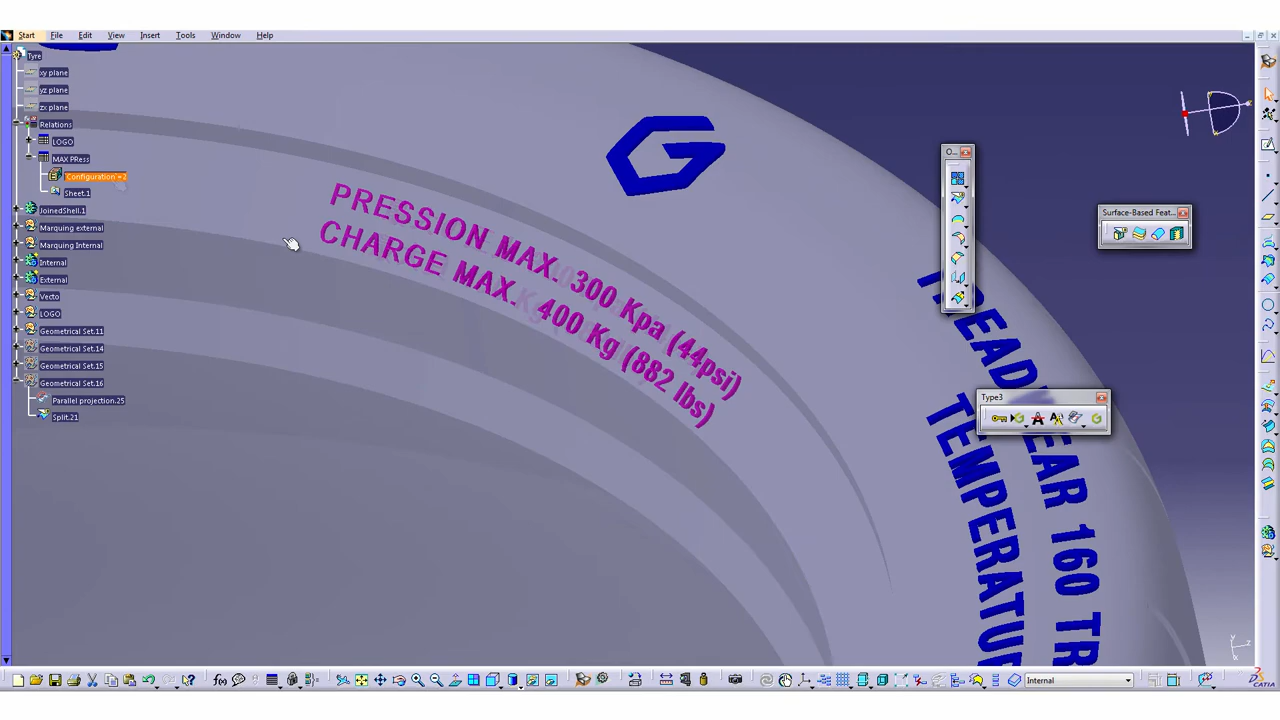 Start File Edit View Insert Tools Window Help
Tyre
xy plane
yz plane
zx plane
Relations
LOGO
MAX PRess
`Configuration`=2
Sheet.1
JoinedShell.1
Marquing external
Marquing Internal
Internal
External
Vecto
LOGO
Geometrical Set.11
Geometrical Set.14
Geometrical Set.15
Geometrical Set.16
Parallel projection.25
Split.21
PRESSION MAX. 300 Kpa (44psi)
CHARGE MAX. 400 Kg (882 lbs)
G
160 TR
O...
Surface-Based Feat...
Type3
Internal
CATIA